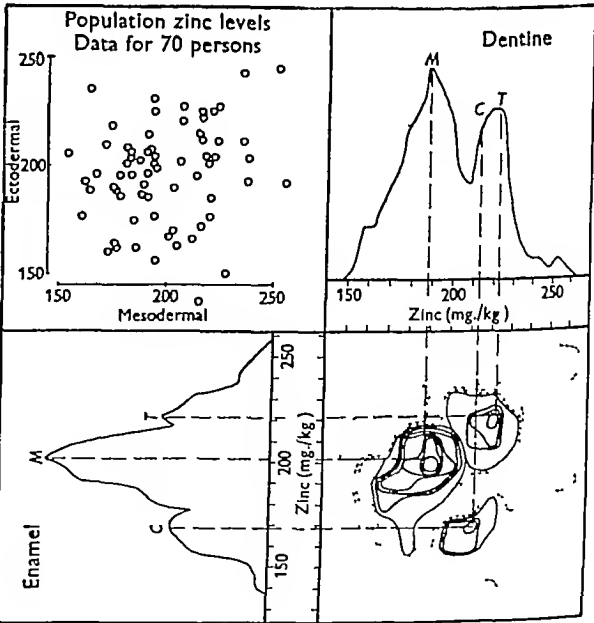 Population zinc levels
Data for 70 persons
250
200
150
Ectodermal
150
200
250
Mesodermal
Dentine
M
C
T
150
200
250
Zinc (mg./kg)
Enamel
T
M
C
250
200
150
Zinc (mg./kg)